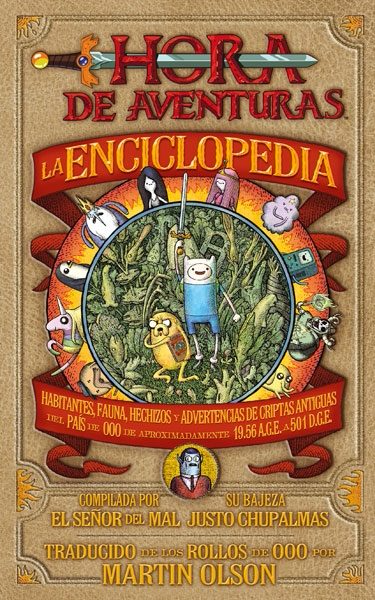 HORA
DE AVENTURAS
LA ENCICLOPEDIA
HABITANTES, FAUNA, HECHIZOS Y ADVERTENCIAS DE CRIPTAS ANTIGUAS
DEL PAÍS DE OOO DE APROXIMADAMENTE 19.56 A.G.E. A 501 D.G.E.
COMPILADA POR SU BAJEZA
EL SEÑOR DEL MAL JUSTO CHUPALMAS
TRADUCIDO DE LOS ROLLOS DE OOO POR
MARTIN OLSON